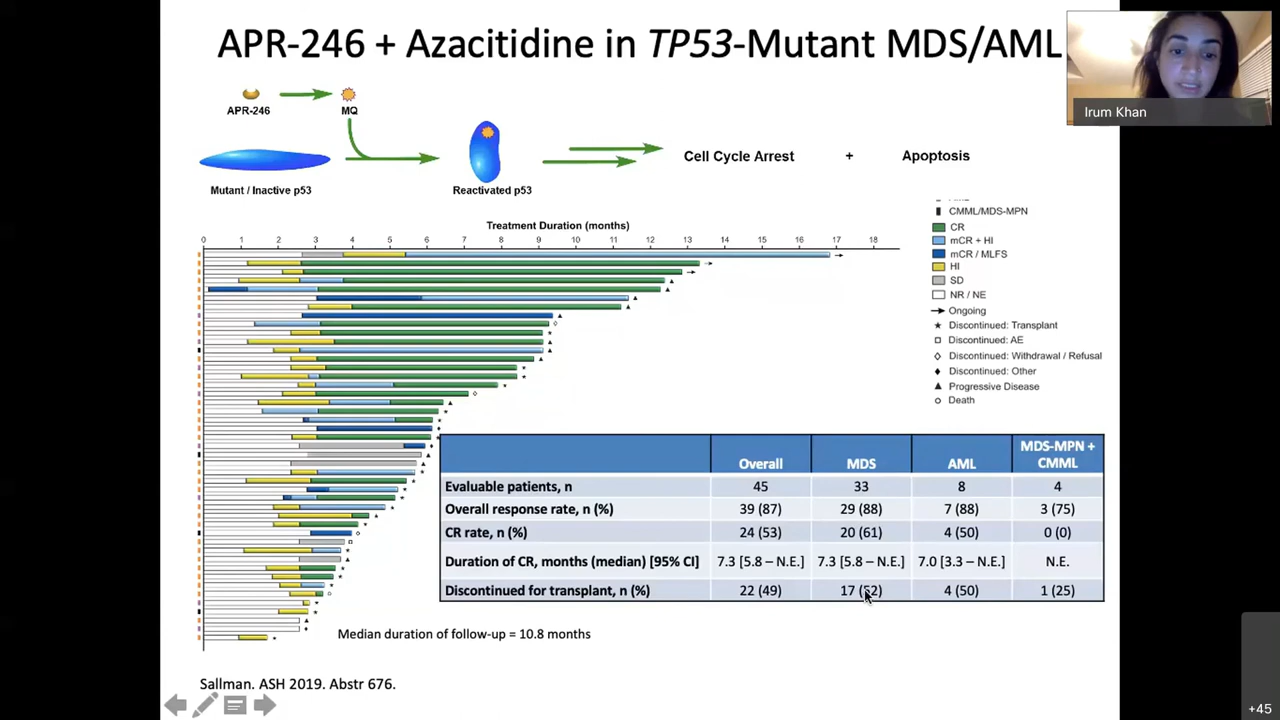 APR-246 + Azacitidine in TP53-Mutant MDS/AML
Irum Khan
APR-246
MQ
Mutant / Inactive p53
Reactivated p53
Cell Cycle Arrest + Apoptosis
Treatment Duration (months)
0 1 2 3 4 5 6 7 8 9 10 11 12 13 14 15 16 17 18
CMML/MDS-MPN
CR
mCR + HI
mCR / MLFS
HI
SD
NR / NE
Ongoing
Discontinued: Transplant
Discontinued: AE
Discontinued: Withdrawal / Refusal
Discontinued: Other
Progressive Disease
Death
Overall MDS AML MDS-MPN + CMML
Evaluable patients, n 45 33 8 4
Overall response rate, n (%) 39 (87) 29 (88) 7 (88) 3 (75)
CR rate, n (%) 24 (53) 20 (61) 4 (50) 0 (0)
Duration of CR, months (median) [95% CI] 7.3 [5.8 – N.E.] 7.3 [5.8 – N.E.] 7.0 [3.3 – N.E.] N.E.
Discontinued for transplant, n (%) 22 (49) 17 (52) 4 (50) 1 (25)
Median duration of follow-up = 10.8 months
Sallman. ASH 2019. Abstr 676.
+45